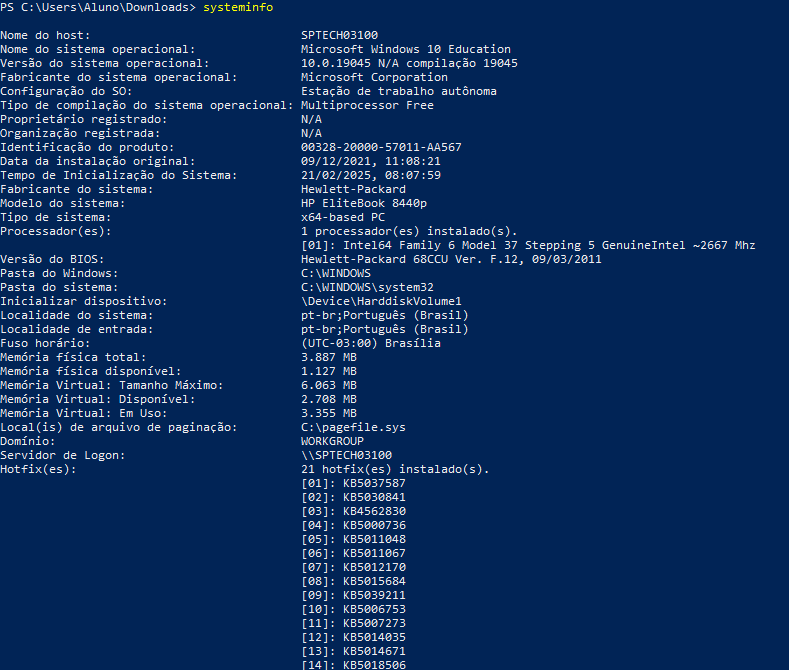 PS C:\Users\Aluno\Downloads> systeminfo
Nome do host: SPTECH03100
Nome do sistema operacional: Microsoft Windows 10 Education
Versão do sistema operacional: 10.0.19045 N/A compilação 19045
Fabricante do sistema operacional: Microsoft Corporation
Configuração do SO: Estação de trabalho autônoma
Tipo de compilação do sistema operacional: Multiprocessor Free
Proprietário registrado: N/A
Organização registrada: N/A
Identificação do produto: 00328-20000-57011-AA567
Data da instalação original: 09/12/2021, 11:08:21
Tempo de Inicialização do Sistema: 21/02/2025, 08:07:59
Fabricante do sistema: Hewlett-Packard
Modelo do sistema: HP EliteBook 8440p
Tipo de sistema: x64-based PC
Processador(es): 1 processador(es) instalado(s).
[01]: Intel64 Family 6 Model 37 Stepping 5 GenuineIntel ~2667 Mhz
Versão do BIOS: Hewlett-Packard 68CCU Ver. F.12, 09/03/2011
Pasta do Windows: C:\WINDOWS
Pasta do sistema: C:\WINDOWS\system32
Inicializar dispositivo: \Device\HarddiskVolume1
Localidade do sistema: pt-br;Português (Brasil)
Localidade de entrada: pt-br;Português (Brasil)
Fuso horário: (UTC-03:00) Brasília
Memória física total: 3.887 MB
Memória física disponível: 1.127 MB
Memória Virtual: Tamanho Máximo: 6.063 MB
Memória Virtual: Disponível: 2.708 MB
Memória Virtual: Em Uso: 3.355 MB
Local(is) de arquivo de paginação: C:\pagefile.sys
Domínio: WORKGROUP
Servidor de Logon: \\SPTECH03100
Hotfix(es): 21 hotfix(es) instalado(s).
[01]: KB5037587
[02]: KB5030841
[03]: KB4562830
[04]: KB5000736
[05]: KB5011048
[06]: KB5011067
[07]: KB5012170
[08]: KB5015684
[09]: KB5039211
[10]: KB5006753
[11]: KB5007273
[12]: KB5014035
[13]: KB5014671
[14]: KB5018506